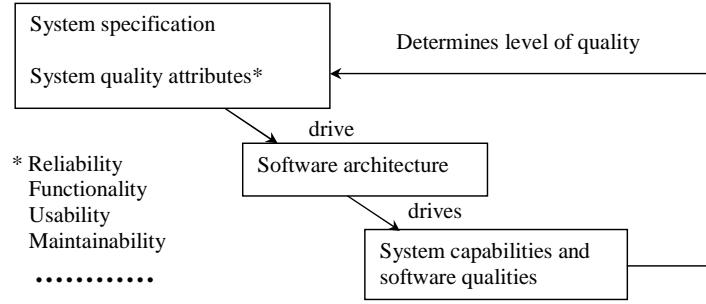 System specification
Determines level of quality
System quality attributes*
drive
Software architecture
* Reliability
Functionality
Usability
Maintainability
drives
System capabilities and
software qualities
............